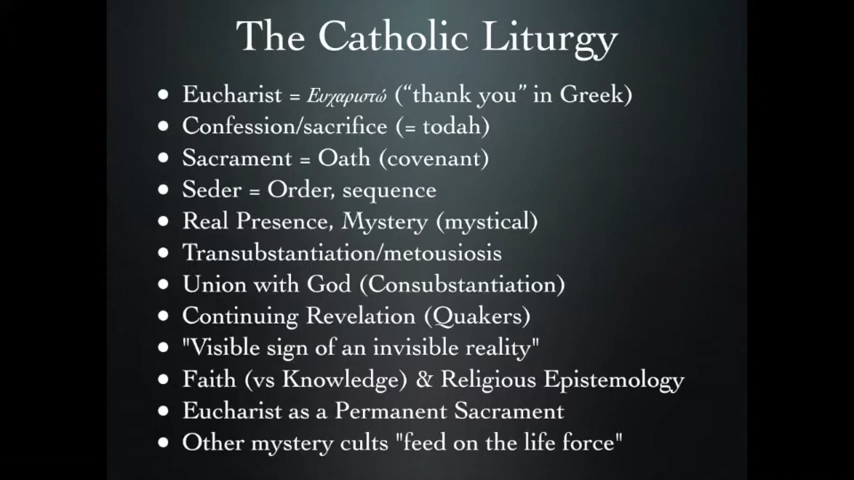 The Catholic Liturgy
• Eucharist = Ευχαριστώ ("thank you" in Greek)
• Confession/sacrifice (= todah)
• Sacrament = Oath (covenant)
• Seder = Order, sequence
• Real Presence, Mystery (mystical)
• Transubstantiation/metousiosis
• Union with God (Consubstantiation)
• Continuing Revelation (Quakers)
• "Visible sign of an invisible reality"
• Faith (vs Knowledge) & Religious Epistemology
• Eucharist as a Permanent Sacrament
• Other mystery cults "feed on the life force"